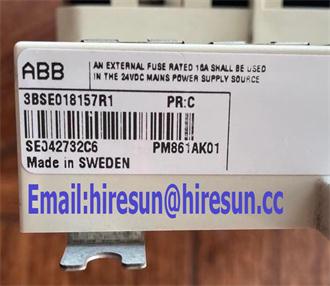 ABB
AN EXTERNAL FUSE RATED 16A SHALL BE USED
IN THE 24VDC MAINS POWER SUPPLY SOURCE
3BSE018157R1 PR:C
SE042732C6 PM861AK01
Made in SWEDEN
Email:hiresun@hiresun.cc